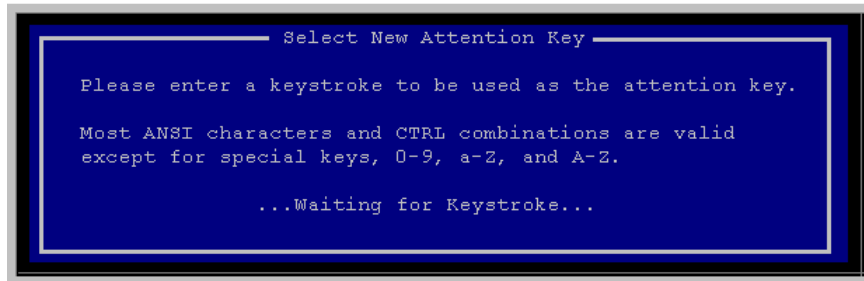 Select New Attention Key
Please enter a keystroke to be used as the attention key.
Most ANSI characters and CTRL combinations are valid
except for special keys, 0-9, a-Z, and A-Z.
...Waiting for Keystroke...